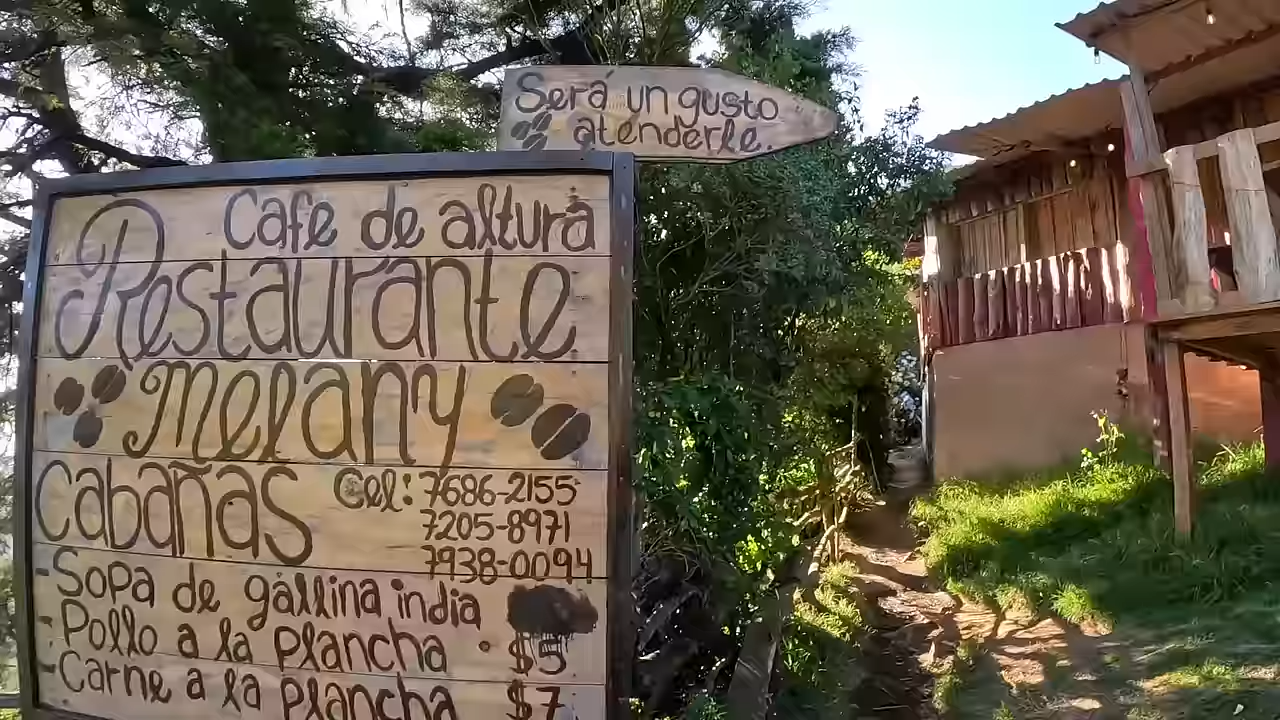 Será un gusto
atenderle.
Cafe de altura
Restaurante
Melany
Cabañas Cel: 7686-2155
7205-8971
7938-0094
-Sopa de gallina india
-Pollo a la plancha $5
-Carne a la plancha $7